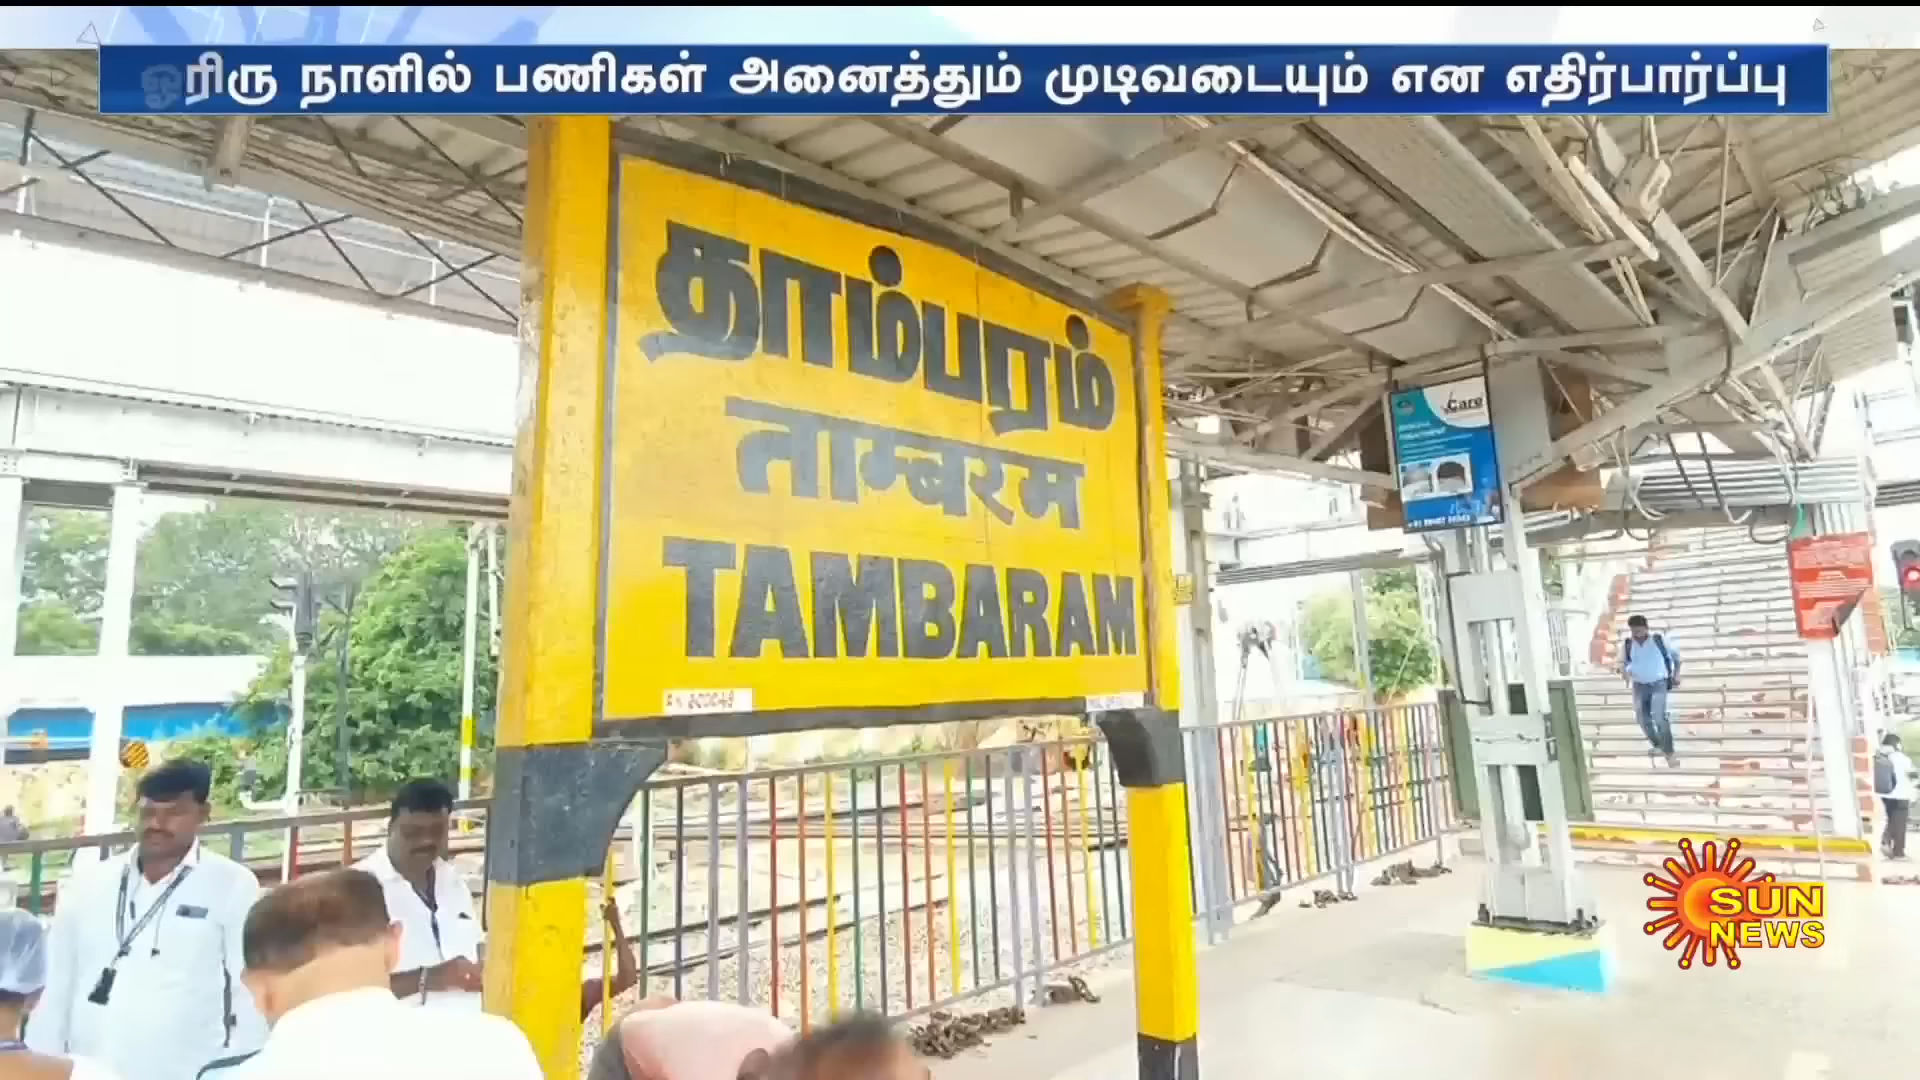 ஓரிரு நாளில் பணிகள் அனைத்தும் முடிவடையும் என எதிர்பார்ப்பு
தாம்பரம்
ताम्बरम
TAMBARAM
Care
SUN
NEWS